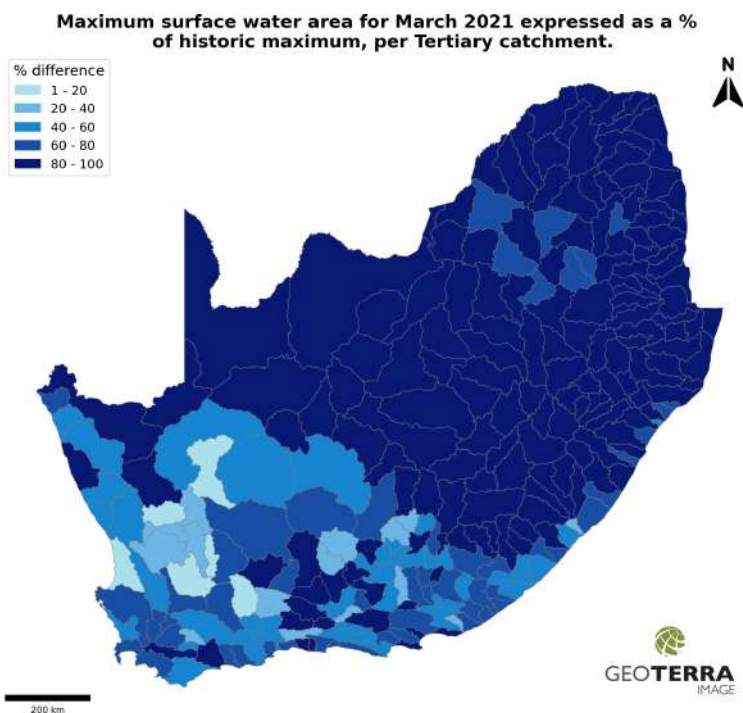 Maximum surface water area for March 2021 expressed as a %
of historic maximum, per Tertiary catchment.
% difference
1 - 20
20 - 40
40 - 60
60 - 80
80 - 100
N
GEOTERRA
IMAGE
200 km